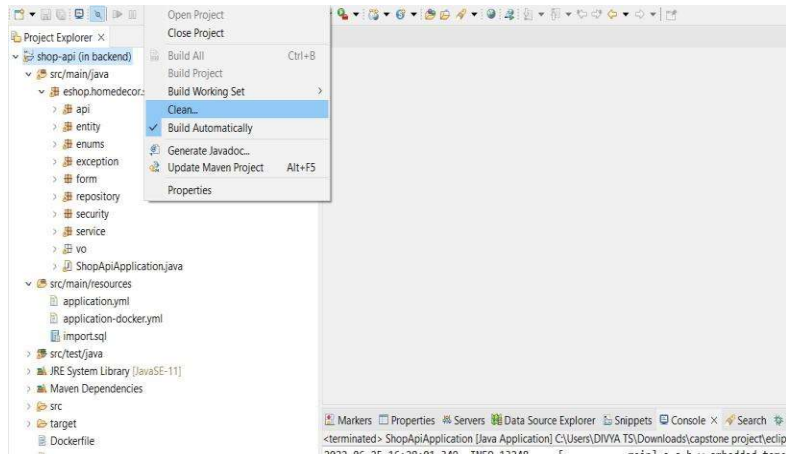 Project Explorer ×
shop-api (in backend)
src/main/java
eshop.homedecor.
api
entity
enums
exception
form
repository
security
service
vo
ShopApiApplication.java
src/main/resources
application.yml
application-docker.yml
import.sql
src/test/java
JRE System Library [JavaSE-11]
Maven Dependencies
src
target
Dockerfile
Open Project
Close Project
Build All Ctrl+B
Build Project
Build Working Set
Clean...
Build Automatically
Generate Javadoc...
Update Maven Project Alt+F5
Properties
Markers Properties Servers Data Source Explorer Snippets Console × Search
<terminated> ShopApiApplication [Java Application] C:\Users\DIVYA TS\Downloads\capstone project\eclip